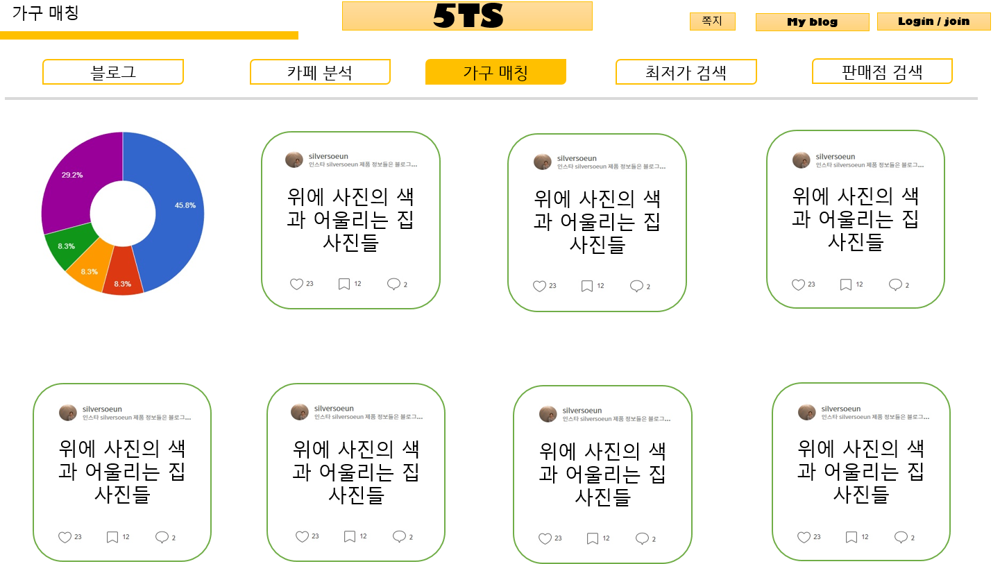 가구 매칭
5TS
쪽지
My blog
Login / join
블로그
카페 분석
가구 매칭
최저가 검색
판매점 검색
29.2%
45.8%
8.3%
8.3%
8.3%
silversoeun
인스타 silversoeun 제품 정보들은 블로그...
위에 사진의 색
과 어울리는 집
사진들
23 12 2
silversoeun
인스타 silversoeun 제품 정보들은 블로그...
위에 사진의 색
과 어울리는 집
사진들
23 12 2
silversoeun
인스타 silversoeun 제품 정보들은 블로그...
위에 사진의 색
과 어울리는 집
사진들
23 12 2
silversoeun
인스타 silversoeun 제품 정보들은 블로그...
위에 사진의 색
과 어울리는 집
사진들
23 12 2
silversoeun
인스타 silversoeun 제품 정보들은 블로그...
위에 사진의 색
과 어울리는 집
사진들
23 12 2
silversoeun
인스타 silversoeun 제품 정보들은 블로그...
위에 사진의 색
과 어울리는 집
사진들
23 12 2
silversoeun
인스타 silversoeun 제품 정보들은 블로그...
위에 사진의 색
과 어울리는 집
사진들
23 12 2